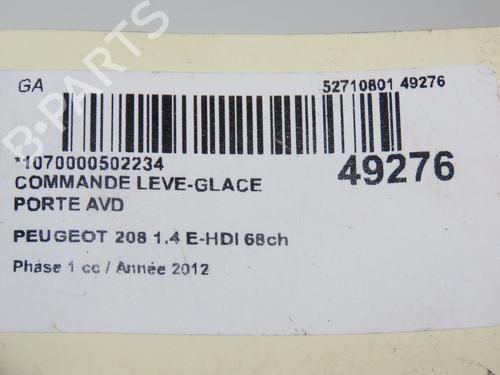 GA
52710801 49276
*1070000502234
49276
COMMANDE LEVE-GLACE
PORTE AVD
PEUGEOT 208 1.4 E-HDI 68ch
Phase 1 cc / Année 2012
B-PARTS